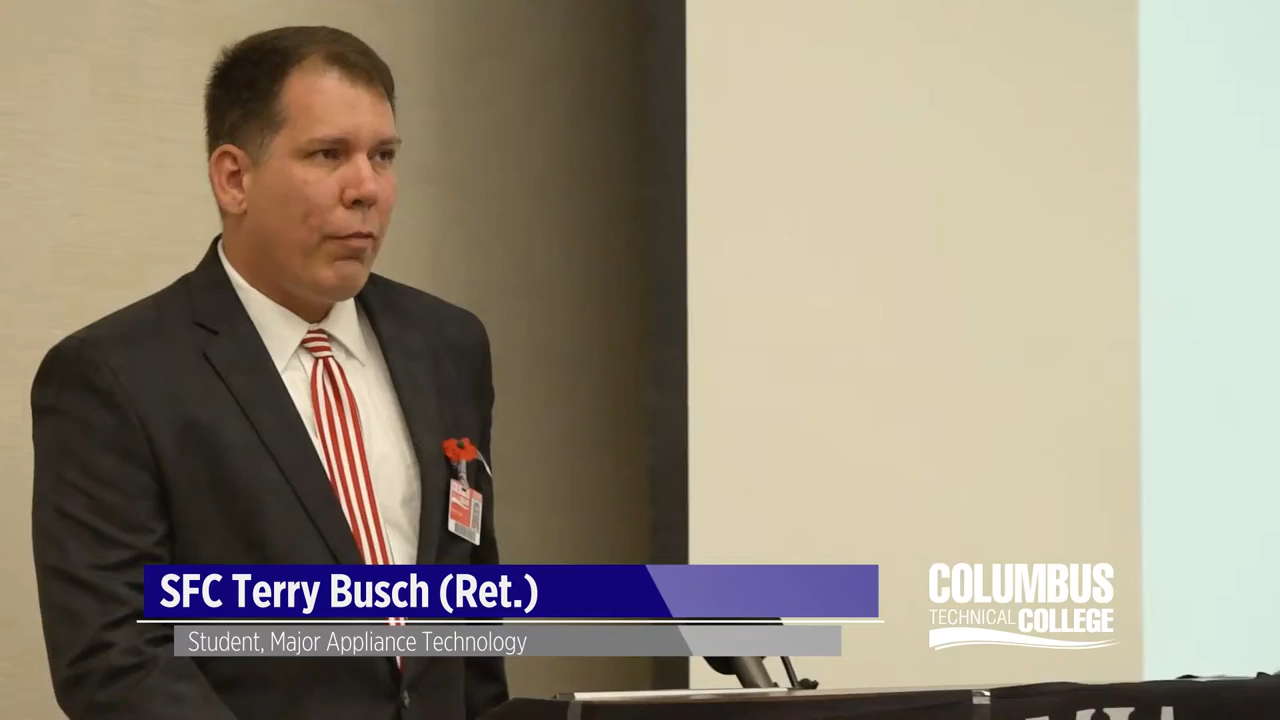 SFC Terry Busch (Ret.)
Student, Major Appliance Technology
COLUMBUS
TECHNICAL COLLEGE